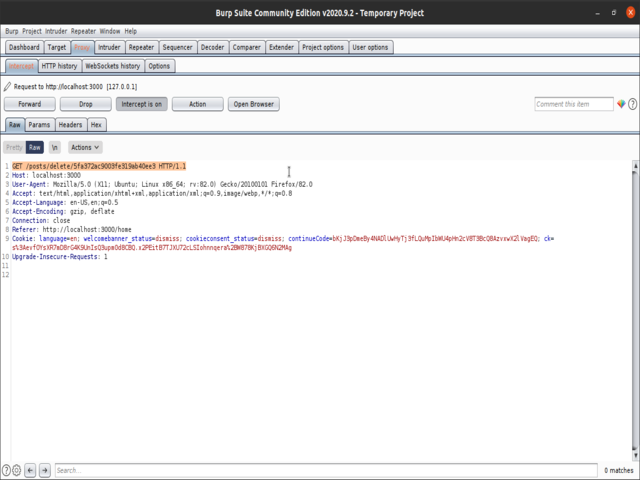 Burp Suite Community Edition v2020.9.2 - Temporary Project
Burp Project Intruder Repeater Window Help
Dashboard Target Proxy Intruder Repeater Sequencer Decoder Comparer Extender Project options User options
Intercept HTTP history WebSockets history Options
Request to http://localhost:3000 [127.0.0.1]
Forward Drop Intercept is on Action Open Browser Comment this item
Raw Params Headers Hex
Pretty Raw \n Actions
1 GET /posts/delete/5fa372ac9003fe319ab40ee3 HTTP/1.1
2 Host: localhost:3000
3 User-Agent: Mozilla/5.0 (X11; Ubuntu; Linux x86_64; rv:82.0) Gecko/20100101 Firefox/82.0
4 Accept: text/html,application/xhtml+xml,application/xml;q=0.9,image/webp,*/*;q=0.8
5 Accept-Language: en-US,en;q=0.5
6 Accept-Encoding: gzip, deflate
7 Connection: close
8 Referer: http://localhost:3000/home
9 Cookie: language=en; welcomebanner_status=dismiss; cookieconsent_status=dismiss; continueCode= ck=
10 Upgrade-Insecure-Requests: 1
11
12
Search...
0 matches